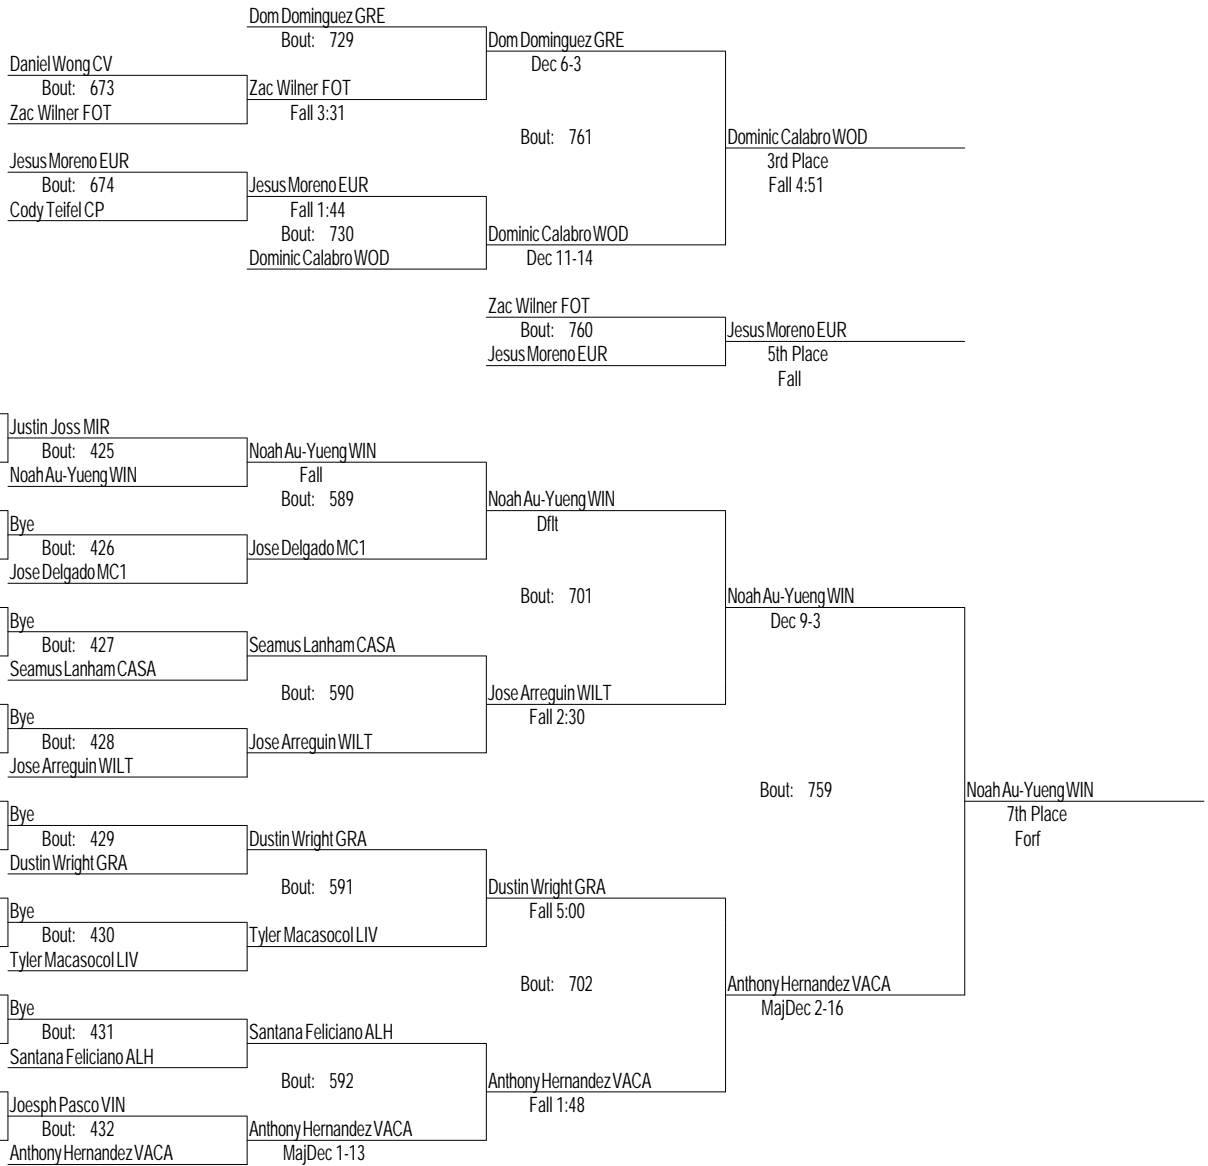 Dom Dominguez GRE
Bout: 729
Dom Dominguez GRE
Daniel Wong CV
Dec 6-3
Bout: 673
Zac Wilner FOT
Zac Wilner FOT
Fall 3:31
Bout: 761
Dominic Calabro WOD
Jesus Moreno EUR
3rd Place
Bout: 674
Jesus Moreno EUR
Fall 4:51
Cody Teifel CP
Fall 1:44
Bout: 730
Dominic Calabro WOD
Dominic Calabro WOD
Dec 11-14
Zac Wilner FOT
Bout: 760
Jesus Moreno EUR
Jesus Moreno EUR
5th Place
Fall
Justin Joss MIR
Bout: 425
Noah Au-Yueng WIN
Noah Au-Yueng WIN
Fall
Bout: 589
Noah Au-Yueng WIN
Bye
Dflt
Bout: 426
Jose Delgado MC1
Jose Delgado MC1
Bout: 701
Noah Au-Yueng WIN
Bye
Dec 9-3
Bout: 427
Seamus Lanham CASA
Seamus Lanham CASA
Bout: 590
Jose Arreguin WILT
Bye
Fall 2:30
Bout: 428
Jose Arreguin WILT
Jose Arreguin WILT
Bout: 759
Noah Au-Yueng WIN
Bye
7th Place
Bout: 429
Dustin Wright GRA
Forf
Dustin Wright GRA
Bout: 591
Dustin Wright GRA
Bye
Fall 5:00
Bout: 430
Tyler Macasocol LIV
Tyler Macasocol LIV
Bout: 702
Anthony Hernandez VACA
Bye
MajDec 2-16
Bout: 431
Santana Feliciano ALH
Santana Feliciano ALH
Bout: 592
Anthony Hernandez VACA
Joesph Pasco VIN
Fall 1:48
Bout: 432
Anthony Hernandez VACA
Anthony Hernandez VACA
MajDec 1-13